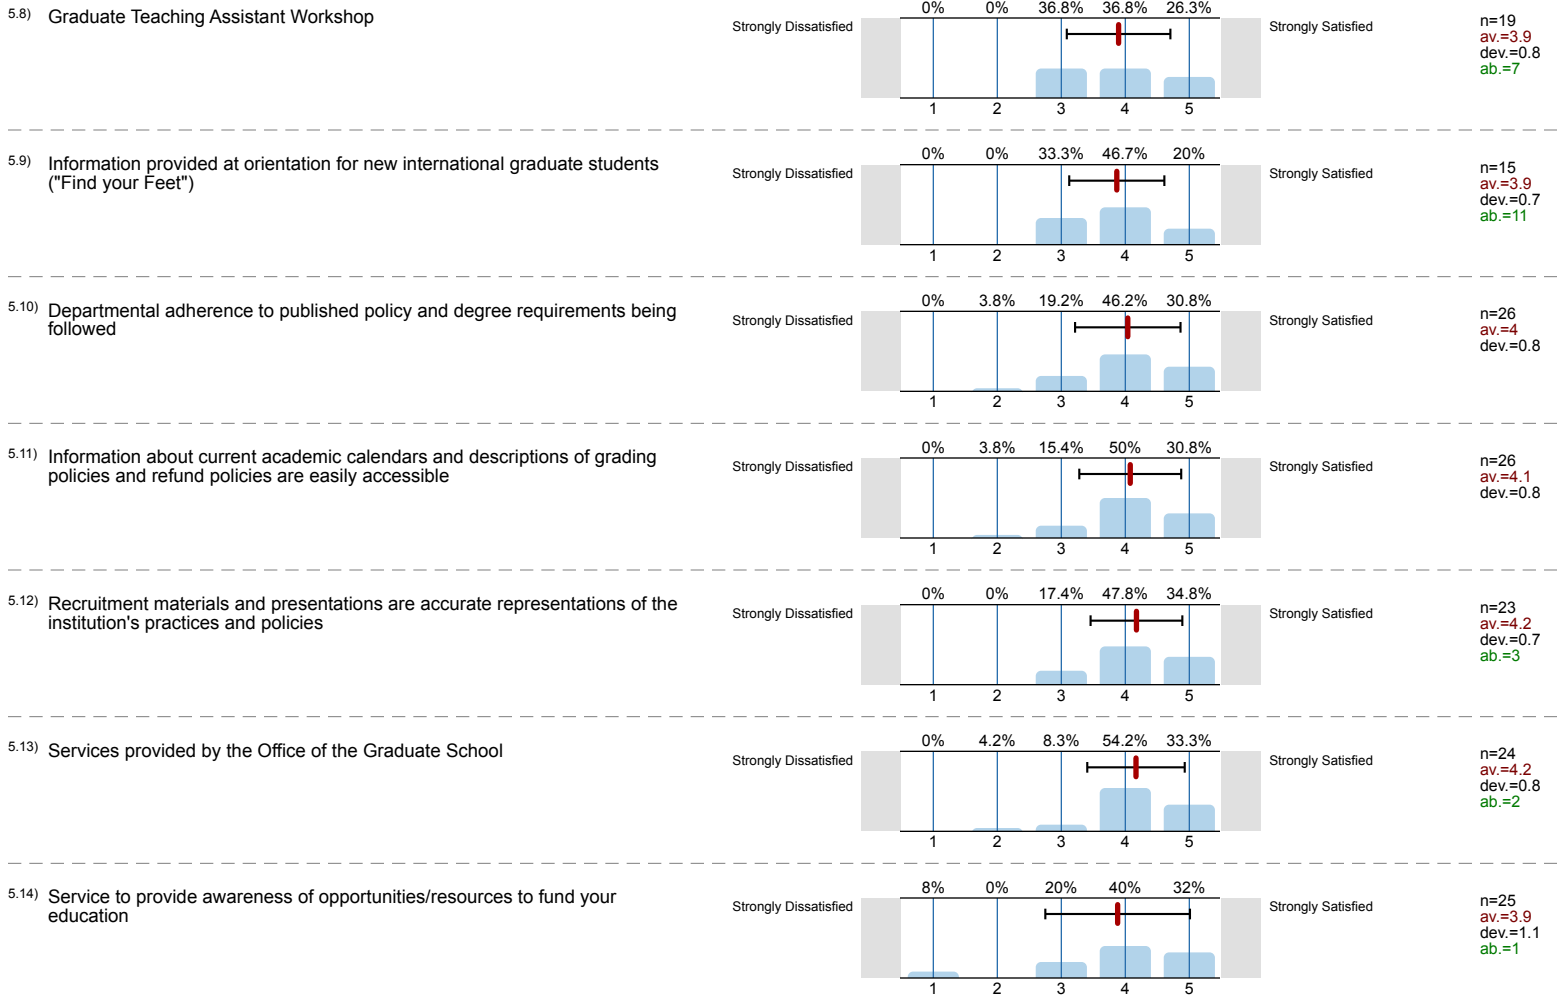 5.8) Graduate Teaching Assistant Workshop
Strongly Dissatisfied
0% 0% 36.8% 36.8% 26.3%
1 2 3 4 5
Strongly Satisfied
n=19
av.=3.9
dev.=0.8
ab.=7
5.9) Information provided at orientation for new international graduate students
("Find your Feet")
Strongly Dissatisfied
0% 0% 33.3% 46.7% 20%
1 2 3 4 5
Strongly Satisfied
n=15
av.=3.9
dev.=0.7
ab.=11
5.10) Departmental adherence to published policy and degree requirements being
followed
Strongly Dissatisfied
0% 3.8% 19.2% 46.2% 30.8%
1 2 3 4 5
Strongly Satisfied
n=26
av.=4
dev.=0.8
5.11) Information about current academic calendars and descriptions of grading
policies and refund policies are easily accessible
Strongly Dissatisfied
0% 3.8% 15.4% 50% 30.8%
1 2 3 4 5
Strongly Satisfied
n=26
av.=4.1
dev.=0.8
5.12) Recruitment materials and presentations are accurate representations of the
institution's practices and policies
Strongly Dissatisfied
0% 0% 17.4% 47.8% 34.8%
1 2 3 4 5
Strongly Satisfied
n=23
av.=4.2
dev.=0.7
ab.=3
5.13) Services provided by the Office of the Graduate School
Strongly Dissatisfied
0% 4.2% 8.3% 54.2% 33.3%
1 2 3 4 5
Strongly Satisfied
n=24
av.=4.2
dev.=0.8
ab.=2
5.14) Service to provide awareness of opportunities/resources to fund your
education
Strongly Dissatisfied
8% 0% 20% 40% 32%
1 2 3 4 5
Strongly Satisfied
n=25
av.=3.9
dev.=1.1
ab.=1